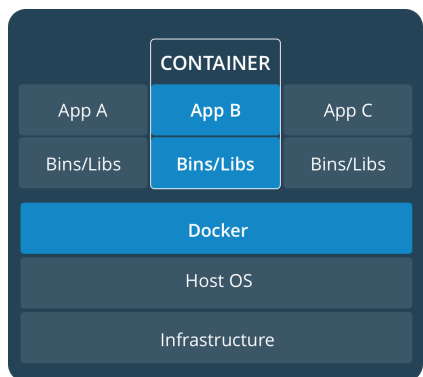 CONTAINER
App A App B App C
Bins/Libs Bins/Libs Bins/Libs
Docker
Host OS
Infrastructure